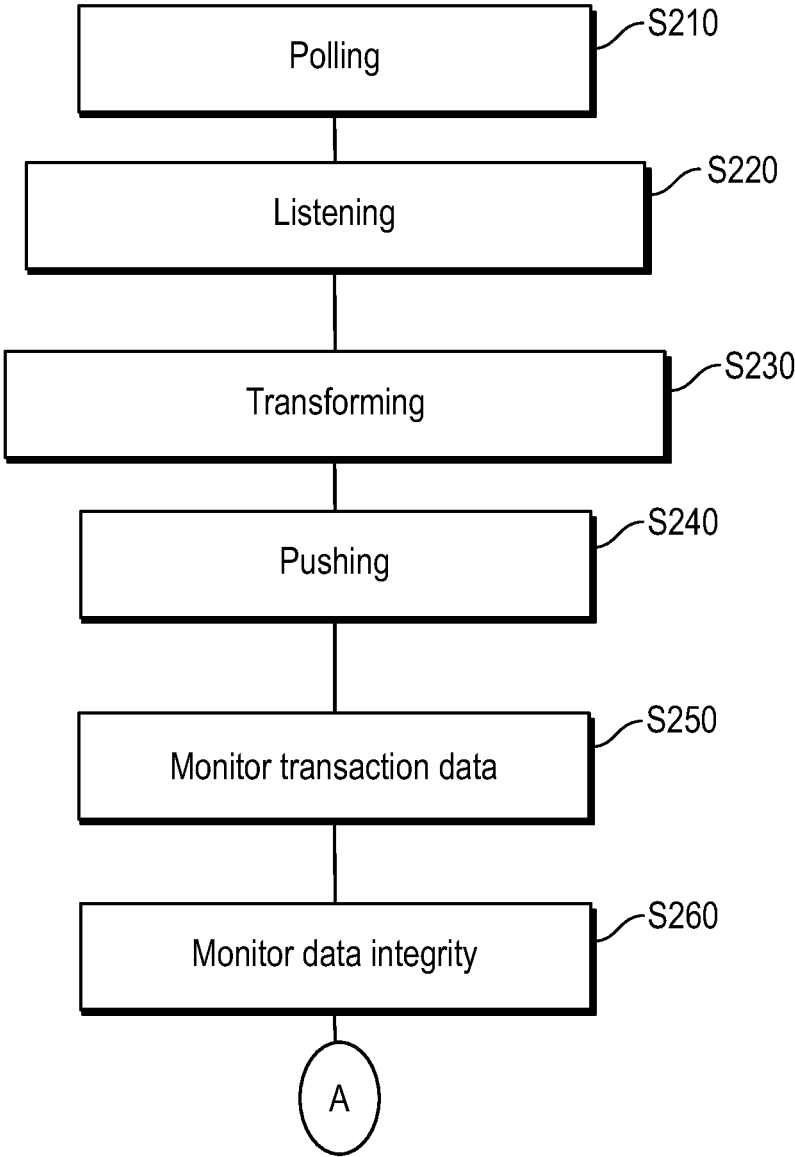 Polling
S210
Listening
S220
Transforming
S230
Pushing
S240
Monitor transaction data
S250
Monitor data integrity
S260
A